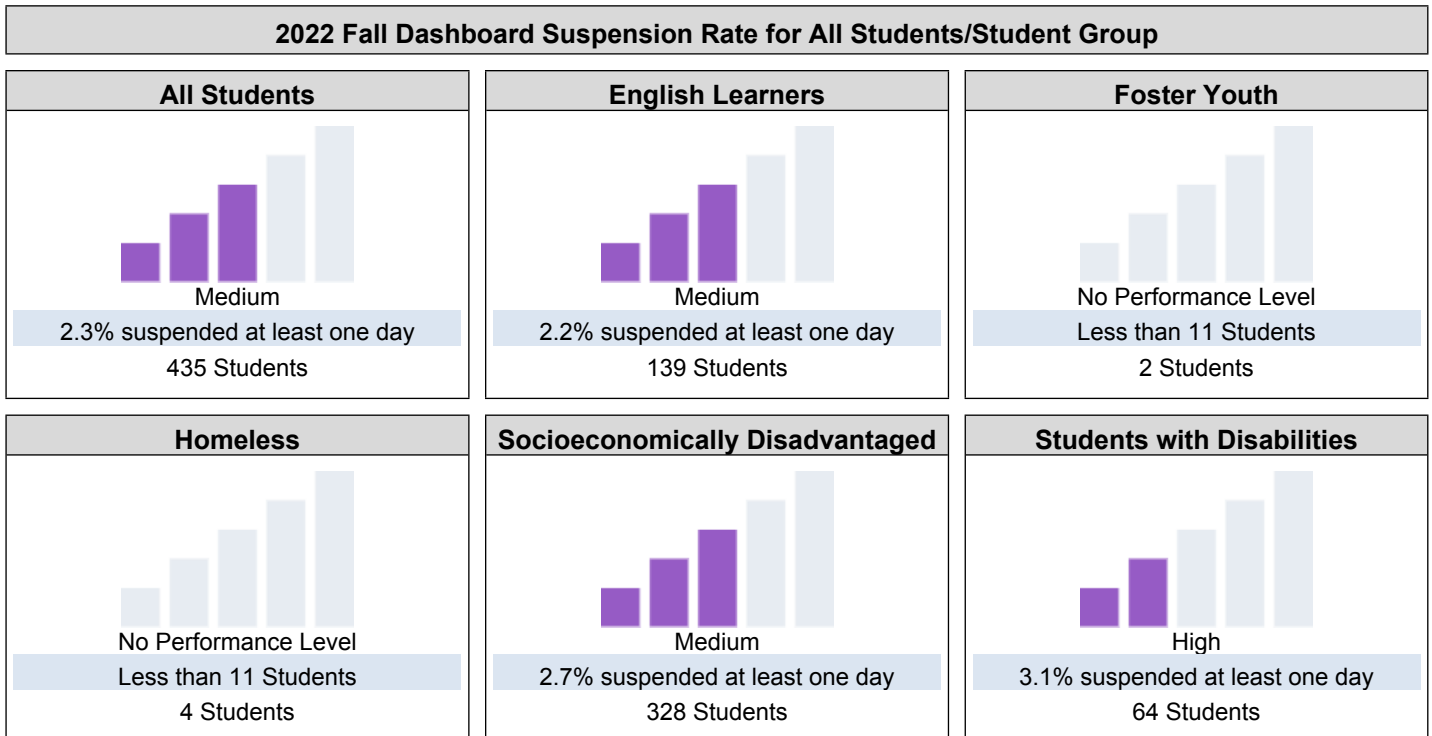 2022 Fall Dashboard Suspension Rate for All Students/Student Group
All Students
Medium
2.3% suspended at least one day
435 Students
English Learners
Medium
2.2% suspended at least one day
139 Students
Foster Youth
No Performance Level
Less than 11 Students
2 Students
Homeless
No Performance Level
Less than 11 Students
4 Students
Socioeconomically Disadvantaged
Medium
2.7% suspended at least one day
328 Students
Students with Disabilities
High
3.1% suspended at least one day
64 Students